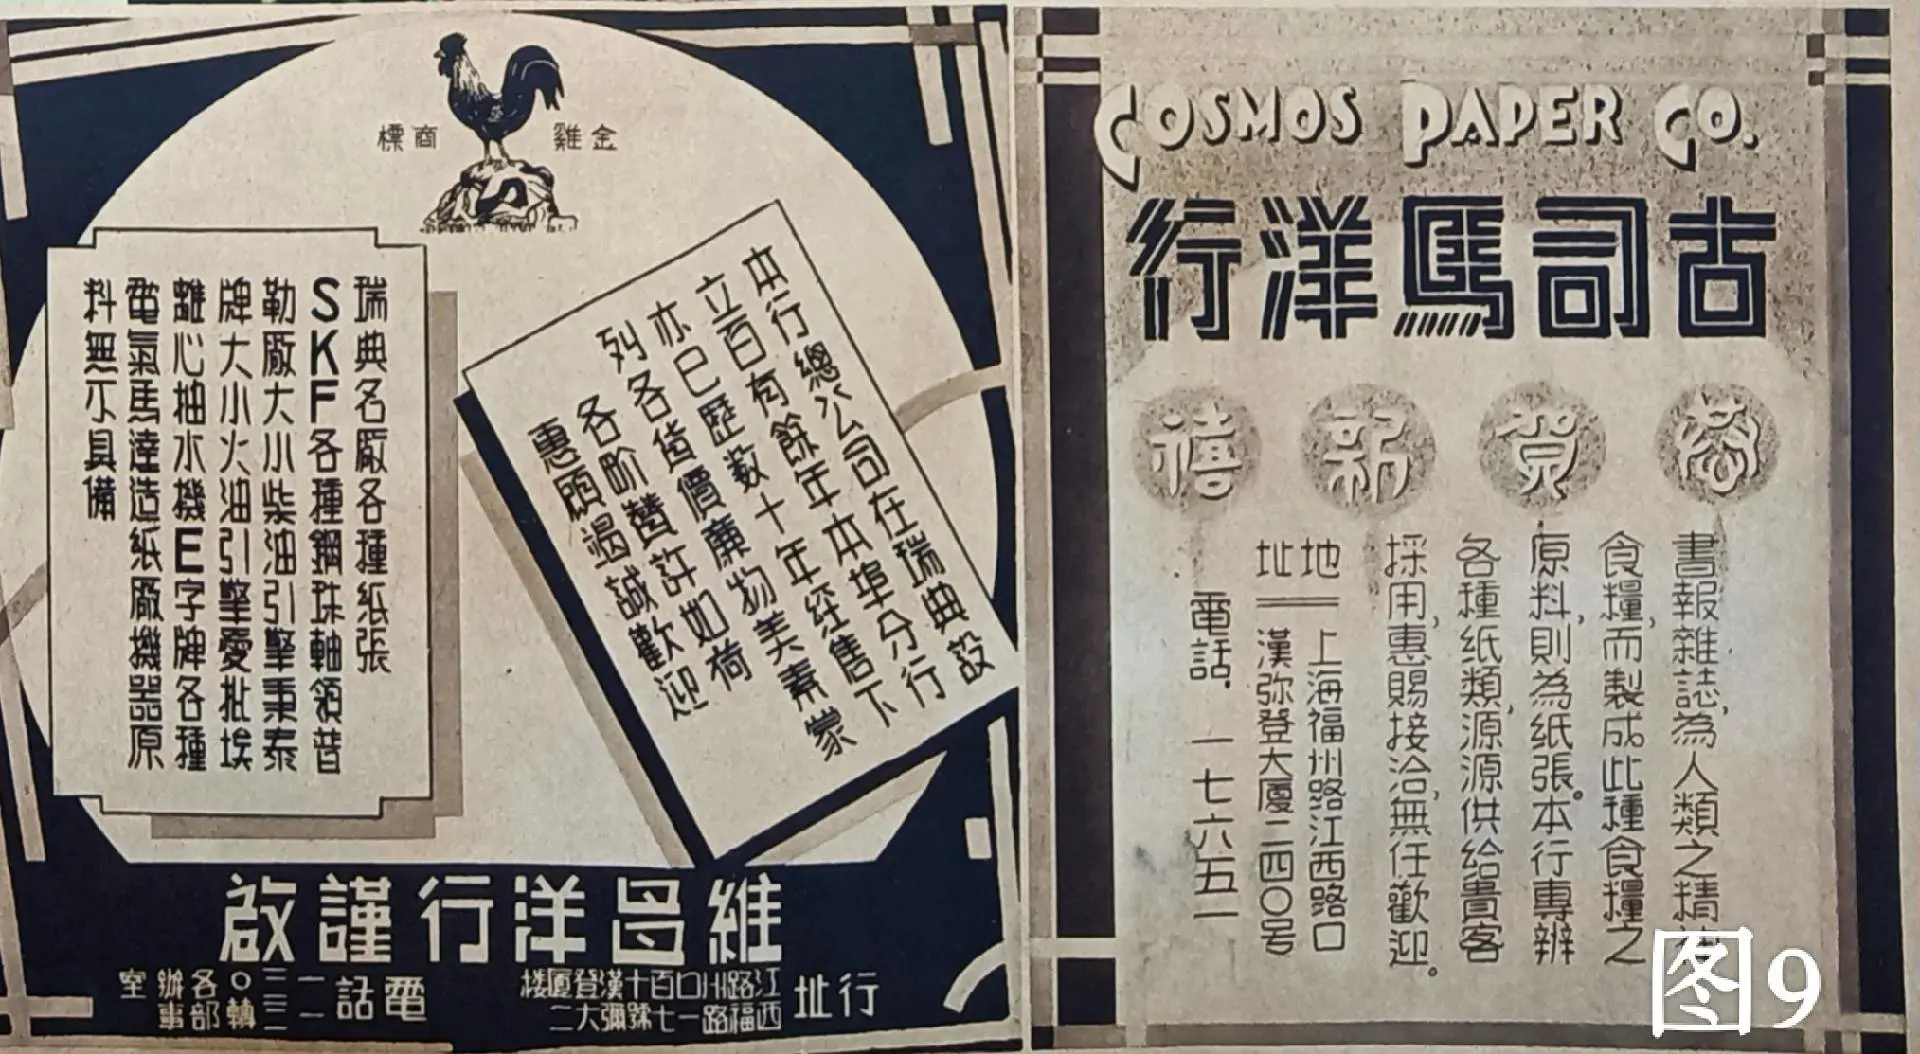 金雞 商標
本行總公司在瑞典設
立百有餘年本埠分行
亦已歷數十年經售下
列各貨價廉物美素蒙
各界贊許如荷
惠顧竭誠歡迎
瑞典名廠各種紙張
SKF各種鋼珠軸領昔
勒廠大小柴油引擎秉泰
牌大小火油引擎愛批埃
離心抽水機E字牌各種
電氣馬達造紙廠機器原
料無不具備
維昌洋行謹啟
行址
江西路福州路口一百七十號漢彌登大廈二樓
電話
一一三三三二〇轉各部辦事室
COSMOS PAPER CO.
古司馬洋行
恭賀新禧
書報雜誌,為人類之精神
食糧,而製成此種食糧之
原料,則為紙張。本行專辦
各種紙類,源源供給貴客
採用,惠賜接洽,無任歡迎。
地 上海福州路江西路口
址 漢弥登大廈二四〇号
電話.一七六五一
图9